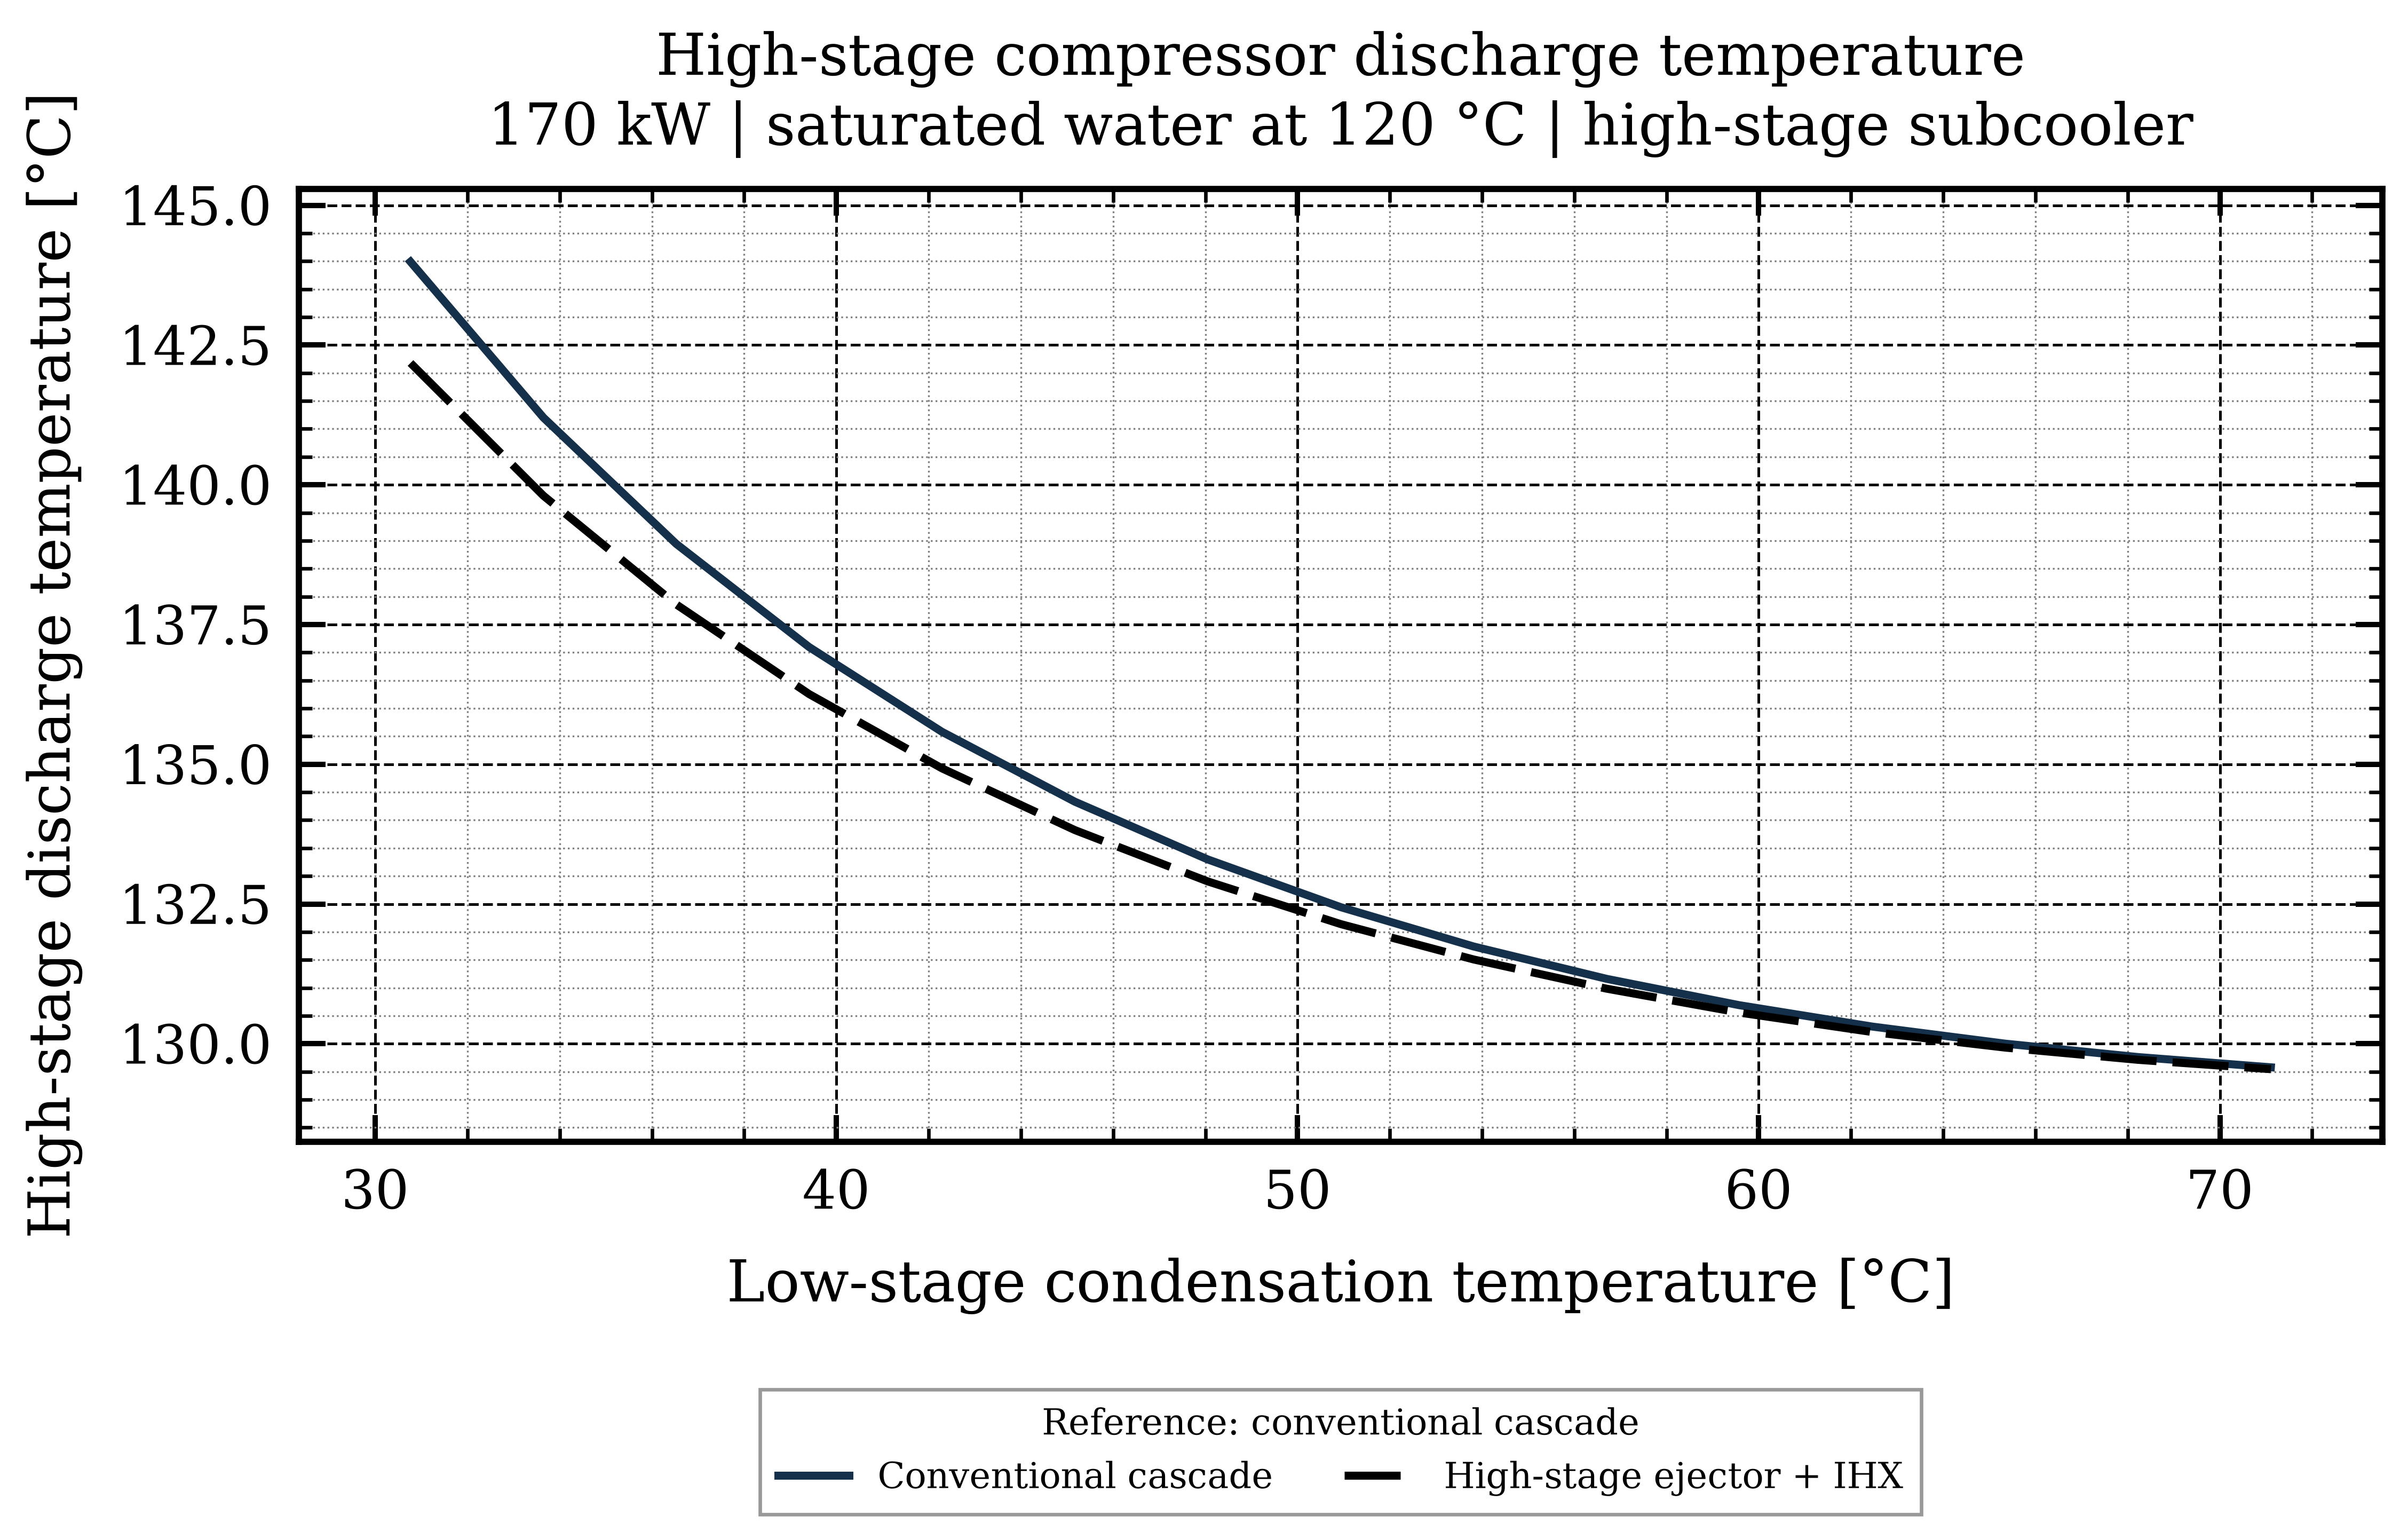 High-stage compressor discharge temperature
170 kW | saturated water at 120 °C | high-stage subcooler
High-stage discharge temperature [°C]
145.0
142.5
140.0
137.5
135.0
132.5
130.0
30 40 50 60 70
Low-stage condensation temperature [°C]
Reference: conventional cascade
Conventional cascade High-stage ejector + IHX